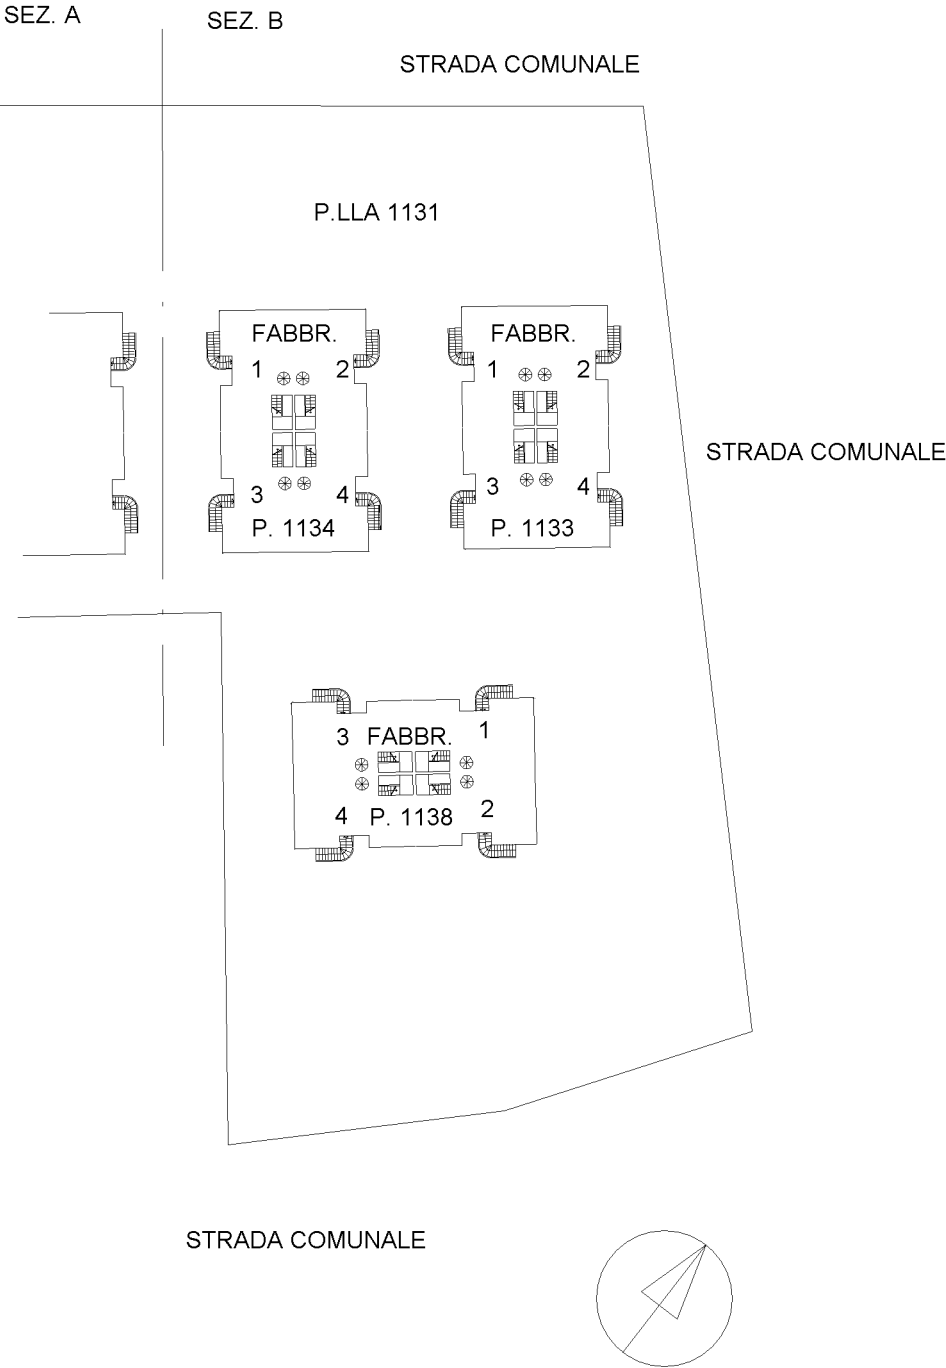 SEZ. A
SEZ. B
STRADA COMUNALE
P.LLA 1131
FABBR.
1
2
3
4
P. 1134
FABBR.
1
2
3
4
P. 1133
STRADA COMUNALE
3
FABBR.
1
4
P. 1138
2
STRADA COMUNALE